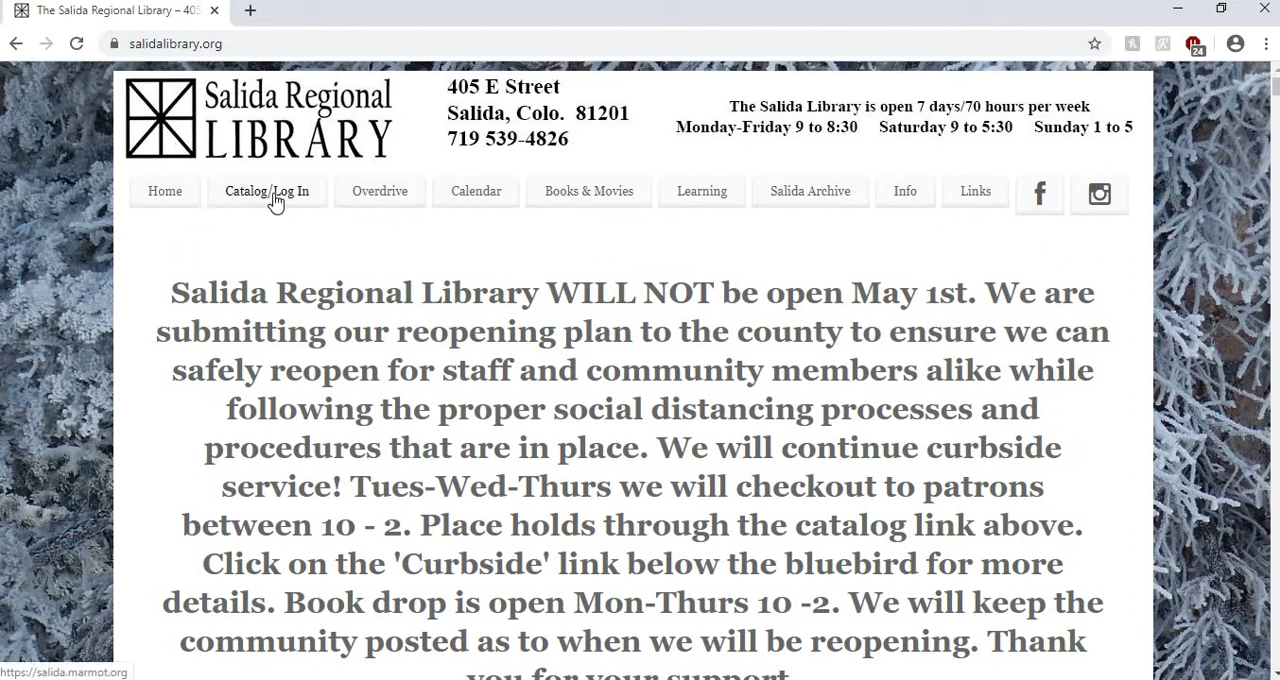 The Salida Regional Library – 405
salidalibrary.org
24
Salida Regional
LIBRARY
405 E Street
Salida, Colo. 81201
719 539-4826
The Salida Library is open 7 days/70 hours per week
Monday-Friday 9 to 8:30 Saturday 9 to 5:30 Sunday 1 to 5
Home Catalog/Log In Overdrive Calendar Books & Movies Learning Salida Archive Info Links
Salida Regional Library WILL NOT be open May 1st. We are
submitting our reopening plan to the county to ensure we can
safely reopen for staff and community members alike while
following the proper social distancing processes and
procedures that are in place. We will continue curbside
service! Tues-Wed-Thurs we will checkout to patrons
between 10 - 2. Place holds through the catalog link above.
Click on the 'Curbside' link below the bluebird for more
details. Book drop is open Mon-Thurs 10 -2. We will keep the
community posted as to when we will be reopening. Thank
you for your support
https://salida.marmot.org